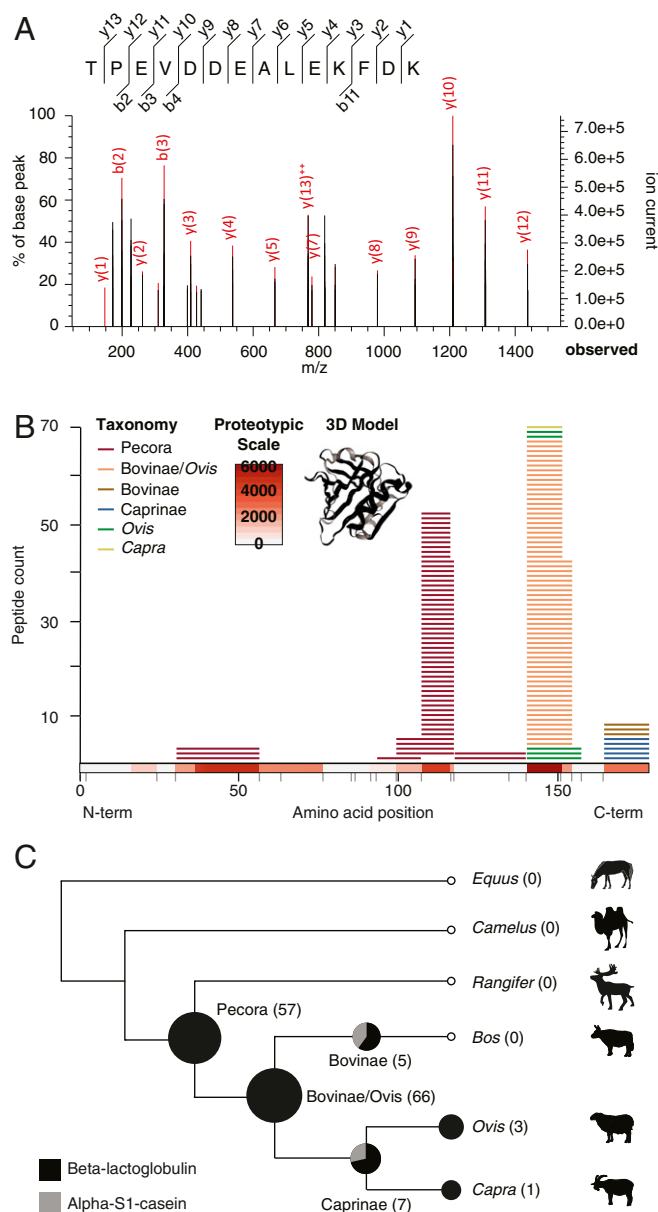 A
y13 y12 y11 y10 y9 y8 y7 y6 y5 y4 y3 y2 y1
T P E V D D E A L E K F D K
b2 b3 b4 b11
% of base peak
100
80
60
40
20
0
y(1)
b(2)
y(2)
b(3)
y(3)
y(4)
y(5)
y(13)++
y(7)
y(8)
y(9)
y(10)
y(11)
y(12)
7.0e+5
6.0e+5
5.0e+5
4.0e+5
3.0e+5
2.0e+5
1.0e+5
0.0e+0
ion current
200 400 600 800 1000 1200 1400 observed
m/z
B
Taxonomy
Pecora
Bovinae/Ovis
Bovinae
Caprinae
Ovis
Capra
Proteotypic
Scale
6000
4000
2000
0
3D Model
Peptide count
70
50
30
10
0 50 100 150
N-term Amino acid position C-term
C
Equus (0)
Camelus (0)
Rangifer (0)
Pecora (57)
Bos (0)
Bovinae (5)
Bovinae/Ovis (66)
Ovis (3)
Capra (1)
Caprinae (7)
Beta-lactoglobulin
Alpha-S1-casein